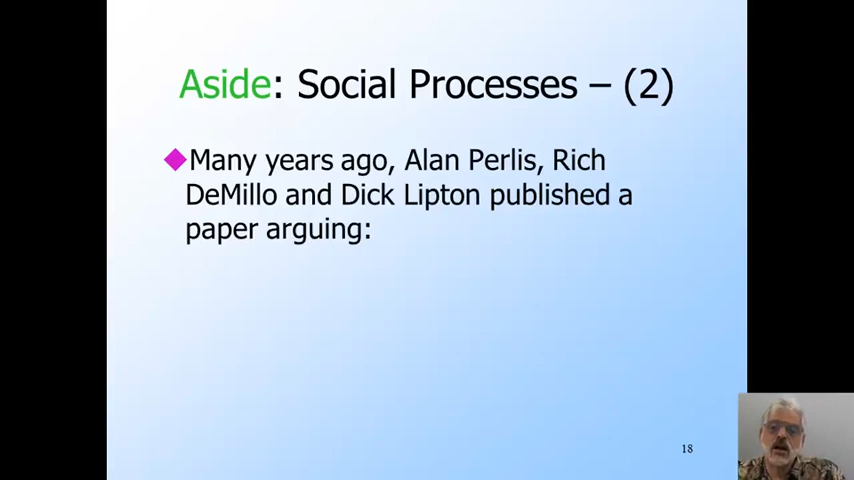 Aside: Social Processes – (2)
Many years ago, Alan Perlis, Rich
DeMillo and Dick Lipton published a
paper arguing:
18